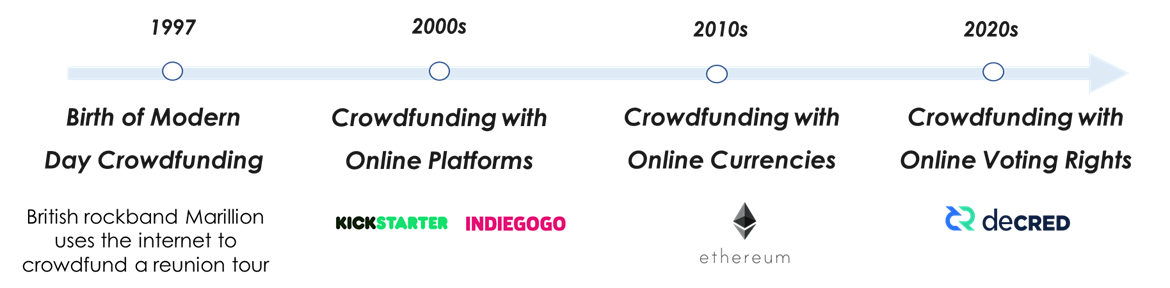 1997
2000s
2010s
2020s
Birth of Modern
Day Crowdfunding
Crowdfunding with
Online Platforms
Crowdfunding with
Online Currencies
Crowdfunding with
Online Voting Rights
British rockband Marillion
uses the internet to
crowdfund a reunion tour
KICKSTARTER
INDIEGOGO
ethereum
deCRED